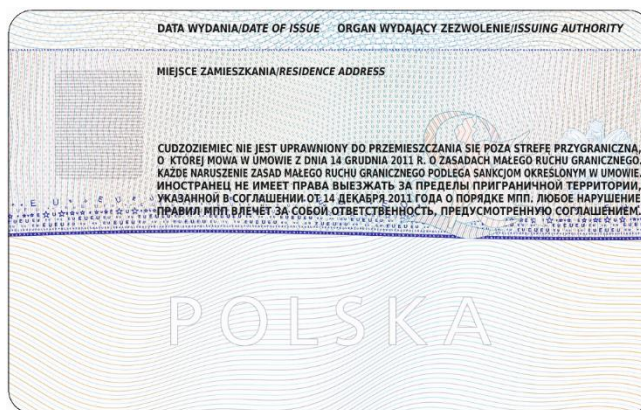 DATA WYDANIA/DATE OF ISSUE ORGAN WYDAJĄCY ZEZWOLENIE/ISSUING AUTHORITY
MIEJSCE ZAMIESZKANIA/RESIDENCE ADDRESS
CUDZOZIEMIEC NIE JEST UPRAWNIONY DO PRZEMIESZCZANIA SIĘ POZA STREFĘ PRZYGRANICZNĄ,
O KTÓREJ MOWA W UMOWIE Z DNIA 14 GRUDNIA 2011 R. O ZASADACH MAŁEGO RUCHU GRANICZNEGO.
KAŻDE NARUSZENIE ZASAD MAŁEGO RUCHU GRANICZNEGO PODLEGA SANKCJOM OKREŚLONYM W UMOWIE.
ИНОСТРАНЕЦ НЕ ИМЕЕТ ПРАВА ВЫЕЗЖАТЬ ЗА ПРЕДЕЛЫ ПРИГРАНИЧНОЙ ТЕРРИТОРИИ,
УКАЗАННОЙ В СОГЛАШЕНИИ ОТ 14 ДЕКАБРЯ 2011 ГОДА О ПОРЯДКЕ МПП. ЛЮБОЕ НАРУШЕНИЕ
ПРАВИЛ МПП ВЛЕЧЕТ ЗА СОБОЙ ОТВЕТСТВЕННОСТЬ, ПРЕДУСМОТРЕННУЮ СОГЛАШЕНИЕМ.
POLSKA